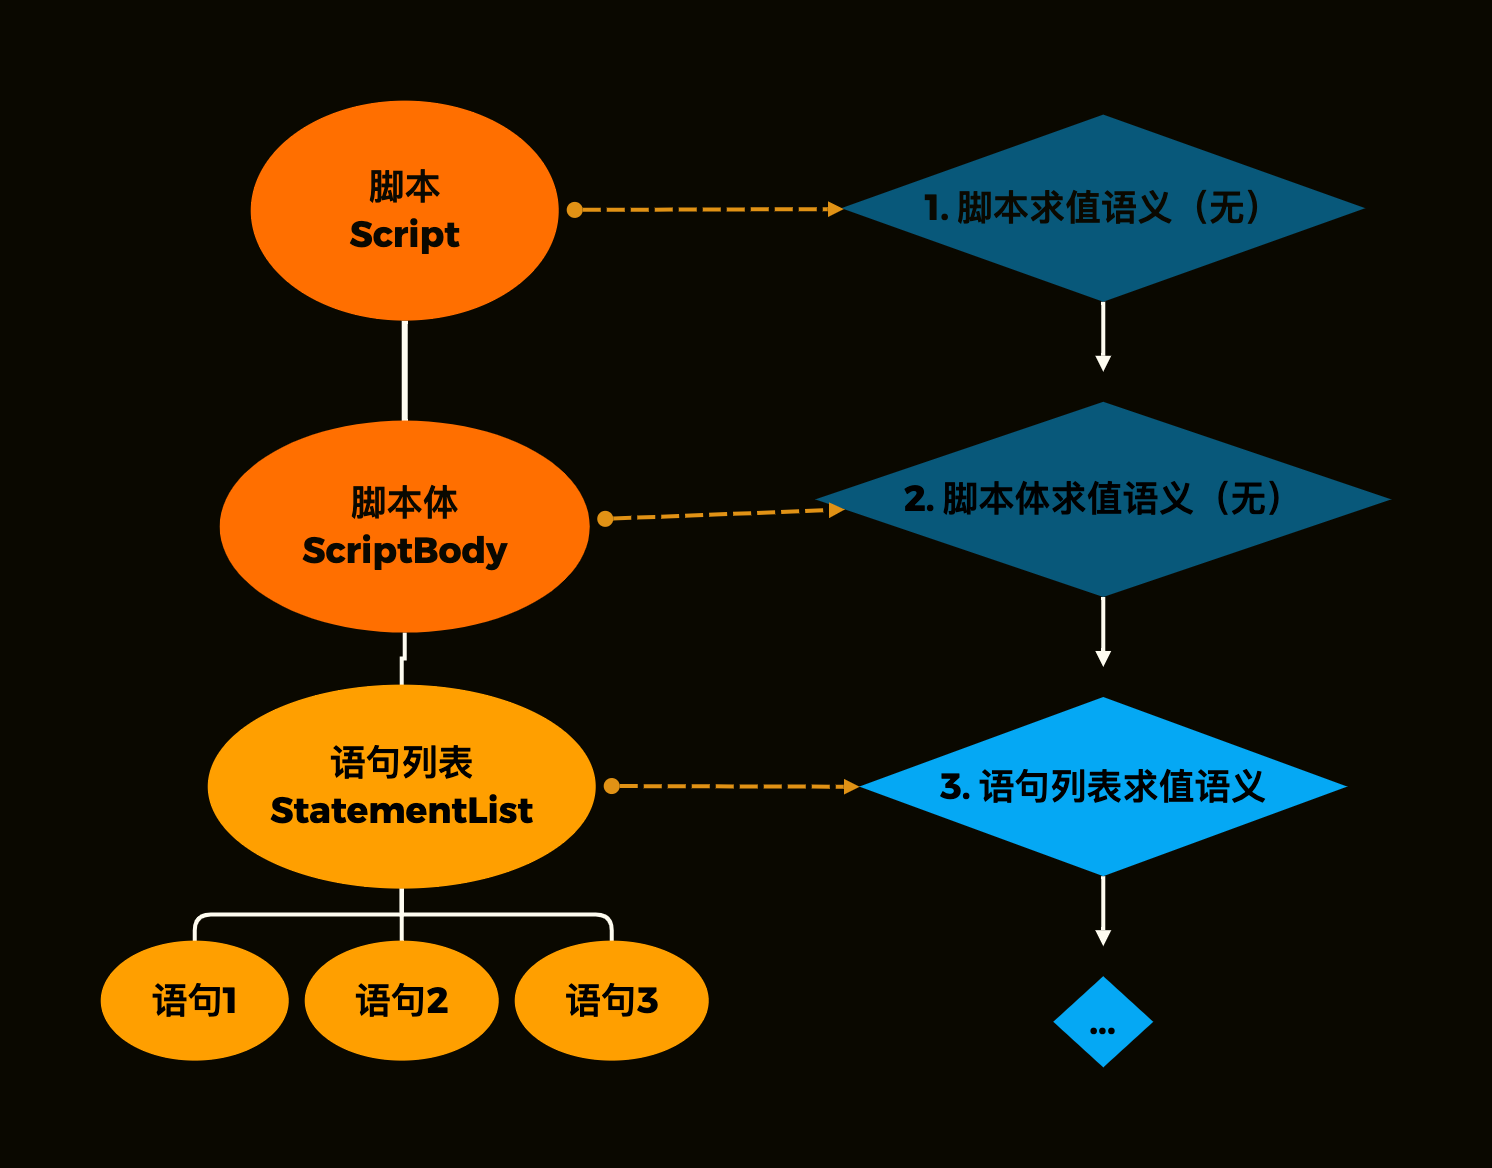 脚本
Script
1. 脚本求值语义（无）
脚本体
ScriptBody
2. 脚本体求值语义（无）
语句列表
StatementList
3. 语句列表求值语义
语句1
语句2
语句3
...